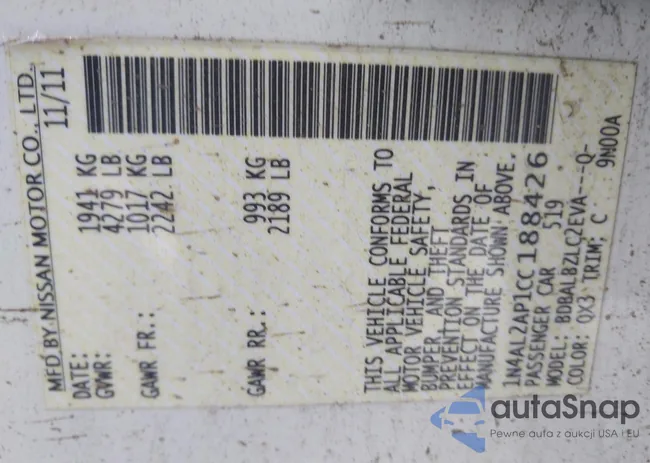 MFD BY NISSAN MOTOR CO., LTD.
DATE: 11/11
GVWR: 1941 KG
4279 LB
GAWR FR.: 1017 KG
2242 LB
GAWR RR.: 993 KG
2189 LB
THIS VEHICLE CONFORMS TO
ALL APPLICABLE FEDERAL
MOTOR VEHICLE SAFETY,
BUMPER, AND THEFT
PREVENTION STANDARDS IN
EFFECT ON THE DATE OF
MANUFACTURE SHOWN ABOVE.
1N4AL2AP1CC188426
PASSENGER CAR 519
MODEL: BDBALBZLC2EVA---Q-
COLOR: QX3 TRIM: C 9N00A
autaSnap
Pewne auta z aukcji USA i EU